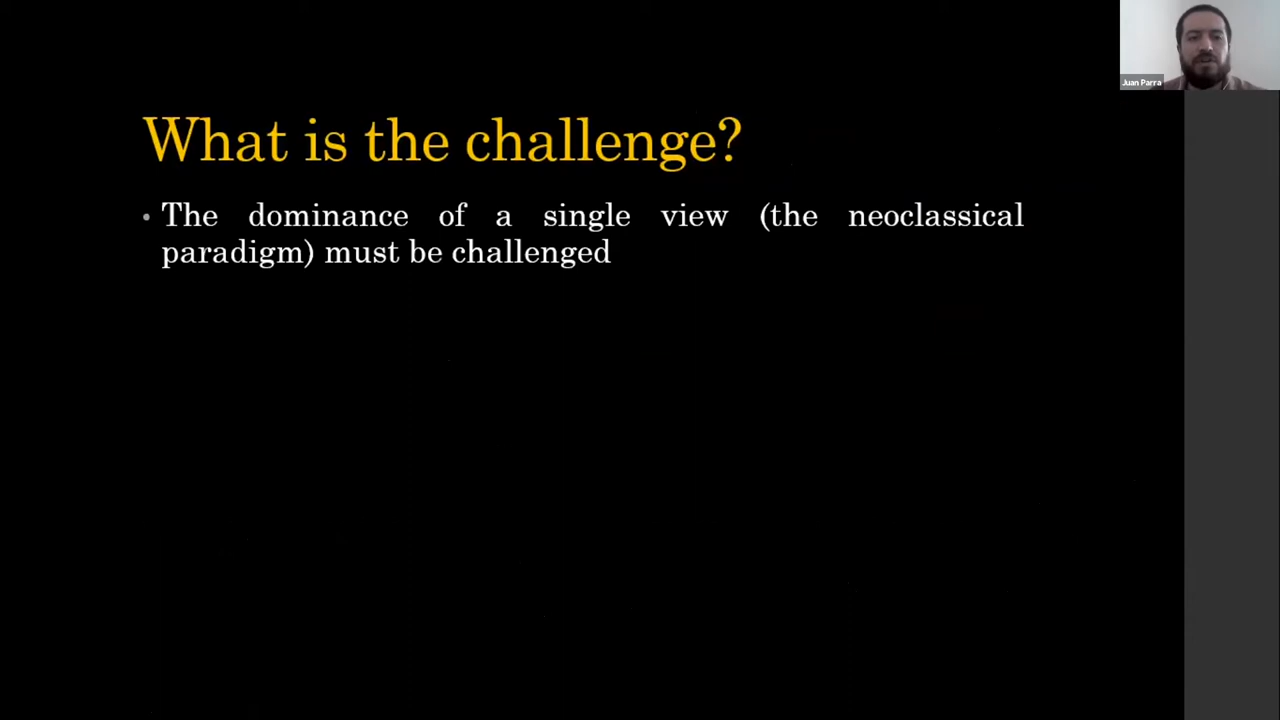 Juan Parra
What is the challenge?
• The dominance of a single view (the neoclassical
paradigm) must be challenged